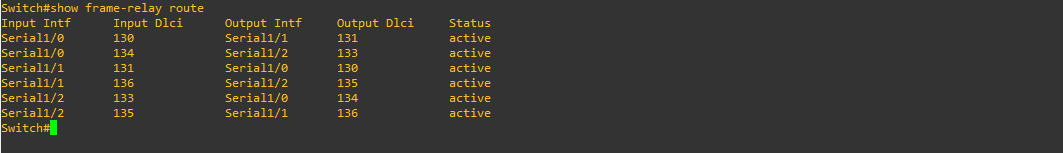 Switch#show frame-relay route
Input Intf      Input Dlci      Output Intf     Output Dlci     Status
Serial1/0       130             Serial1/1       131             active
Serial1/0       134             Serial1/2       133             active
Serial1/1       131             Serial1/0       130             active
Serial1/1       136             Serial1/2       135             active
Serial1/2       133             Serial1/0       134             active
Serial1/2       135             Serial1/1       136             active
Switch#